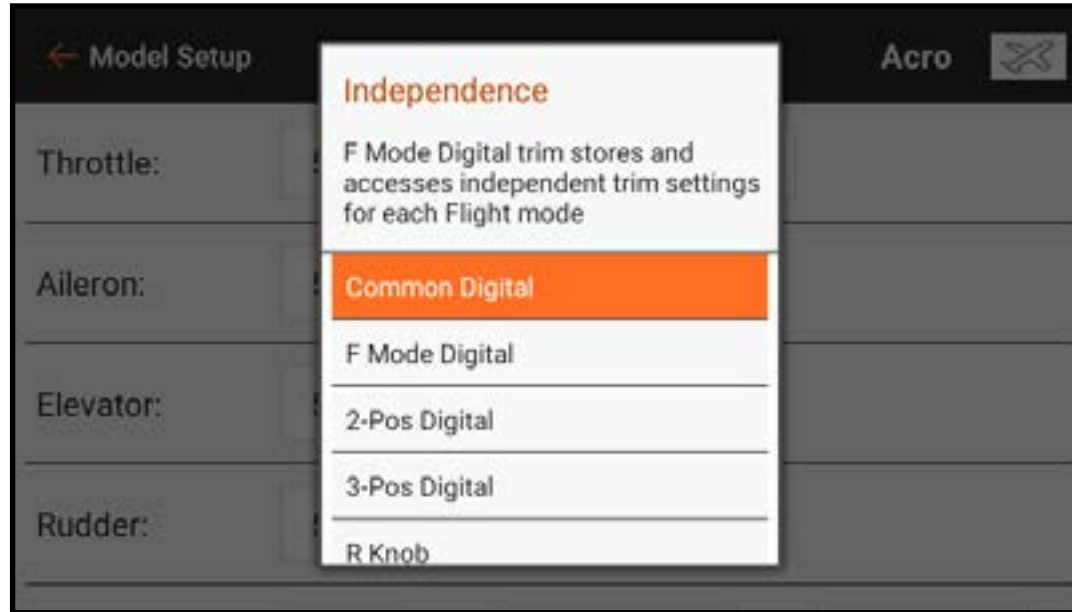 ← Model Setup
Acro
Independence
F Mode Digital trim stores and
accesses independent trim settings
for each Flight mode
Throttle:
Aileron:
Elevator:
Rudder:
Common Digital
F Mode Digital
2-Pos Digital
3-Pos Digital
R Knob